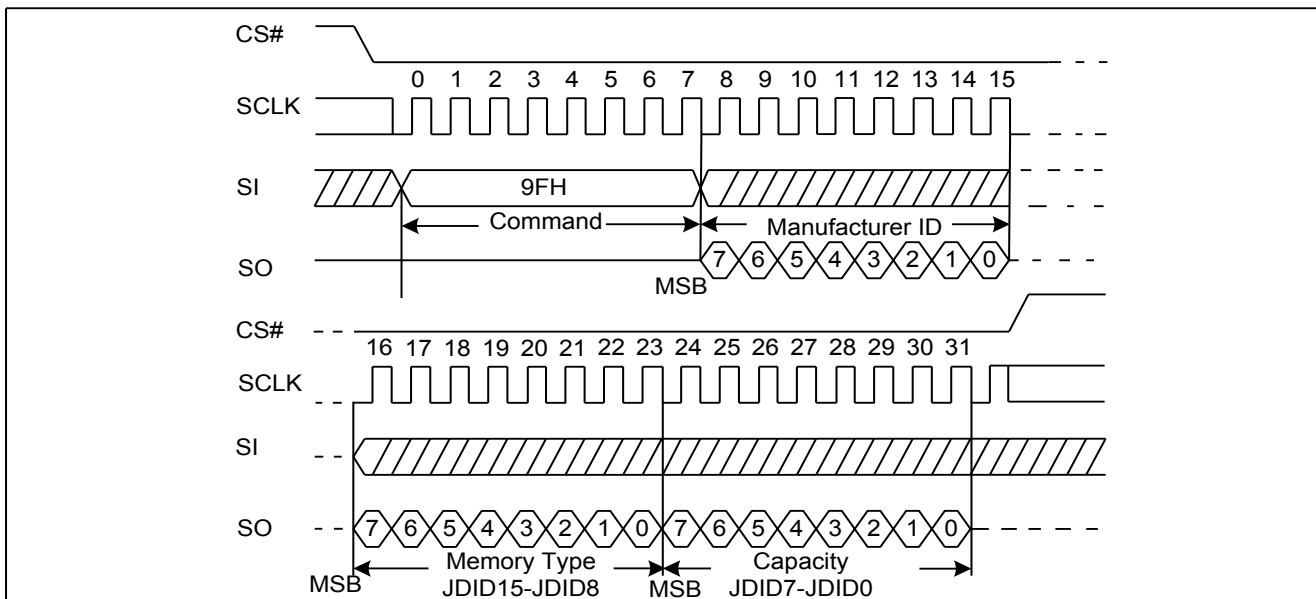 CS#
0 1 2 3 4 5 6 7 8 9 10 11 12 13 14 15
SCLK
SI
9FH
Command
Manufacturer ID
SO
7 6 5 4 3 2 1 0
MSB
CS#
16 17 18 19 20 21 22 23 24 25 26 27 28 29 30 31
SCLK
SI
SO
7 6 5 4 3 2 1 0 7 6 5 4 3 2 1 0
Memory Type Capacity
MSB JDID15-JDID8 MSB JDID7-JDID0